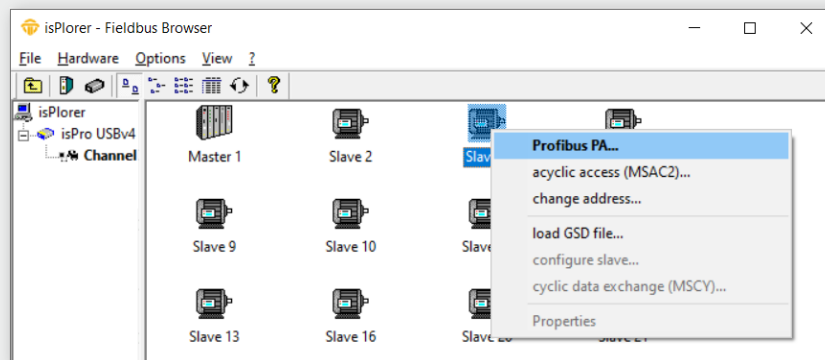 isPlorer - Fieldbus Browser
File Hardware Options View ?
isPlorer
isPro USBv4
Channel
Master 1 Slave 2
Profibus PA...
acyclic access (MSAC2)...
change address...
load GSD file...
configure slave...
cyclic data exchange (MSCY)...
Properties
Slave 9 Slave 10
Slave 13 Slave 16